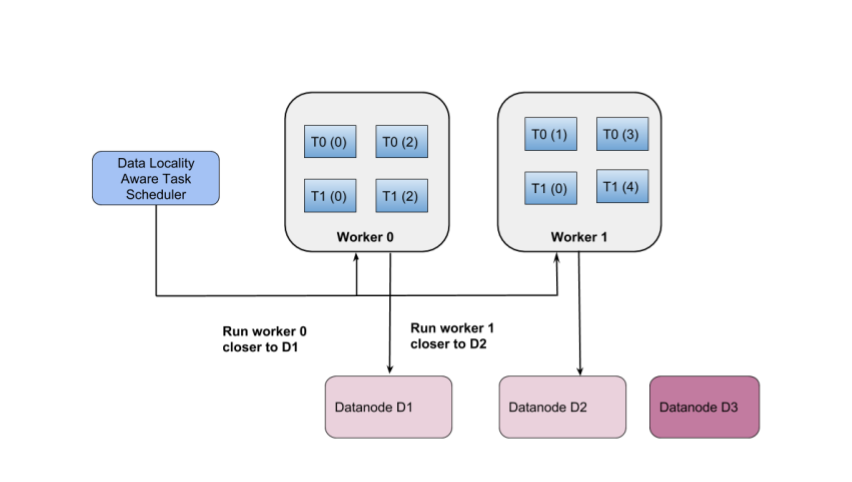 Data Locality
Aware Task
Scheduler
T0 (0)
T0 (2)
T1 (0)
T1 (2)
Worker 0
T0 (1)
T0 (3)
T1 (0)
T1 (4)
Worker 1
Run worker 0
closer to D1
Run worker 1
closer to D2
Datanode D1
Datanode D2
Datanode D3